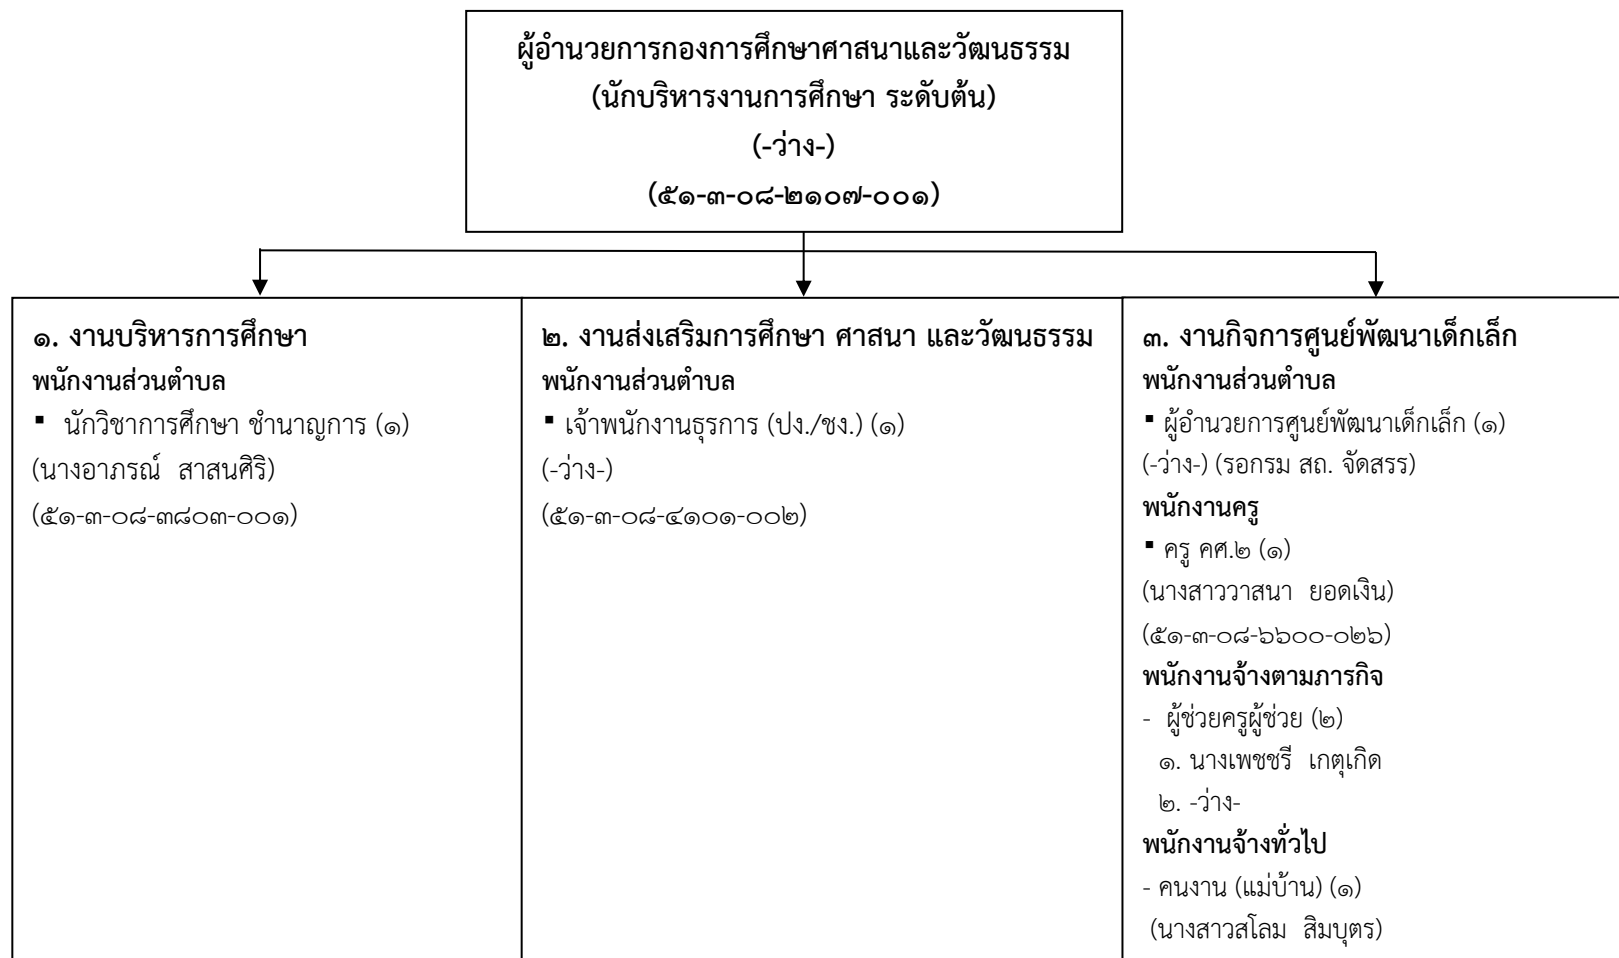 ผู้อำนวยการกองการศึกษาศาสนาและวัฒนธรรม
(นักบริหารงานการศึกษา ระดับต้น)
(-ว่าง-)
(๕๑-๓-๐๘-๒๑๐๗-๐๐๑)
๑. งานบริหารการศึกษา
พนักงานส่วนตำบล
▪ นักวิชาการศึกษา ชำนาญการ (๑)
(นางอาภรณ์ สาสนศิริ)
(๕๑-๓-๐๘-๓๘๐๓-๐๐๑)
๒. งานส่งเสริมการศึกษา ศาสนา และวัฒนธรรม
พนักงานส่วนตำบล
▪ เจ้าพนักงานธุรการ (ปง./ชง.) (๑)
(-ว่าง-)
(๕๑-๓-๐๘-๔๑๐๑-๐๐๒)
๓. งานกิจการศูนย์พัฒนาเด็กเล็ก
พนักงานส่วนตำบล
▪ ผู้อำนวยการศูนย์พัฒนาเด็กเล็ก (๑)
(-ว่าง-) (รอกรม สถ. จัดสรร)
พนักงานครู
▪ ครู คศ.๒ (๑)
(นางสาววาสนา ยอดเงิน)
(๕๑-๓-๐๘-๖๖๐๐-๐๒๖)
พนักงานจ้างตามภารกิจ
- ผู้ช่วยครูผู้ช่วย (๒)
๑. นางเพชชรี เกตุเกิด
๒. -ว่าง-
พนักงานจ้างทั่วไป
- คนงาน (แม่บ้าน) (๑)
(นางสาวสโลม สิมบุตร)